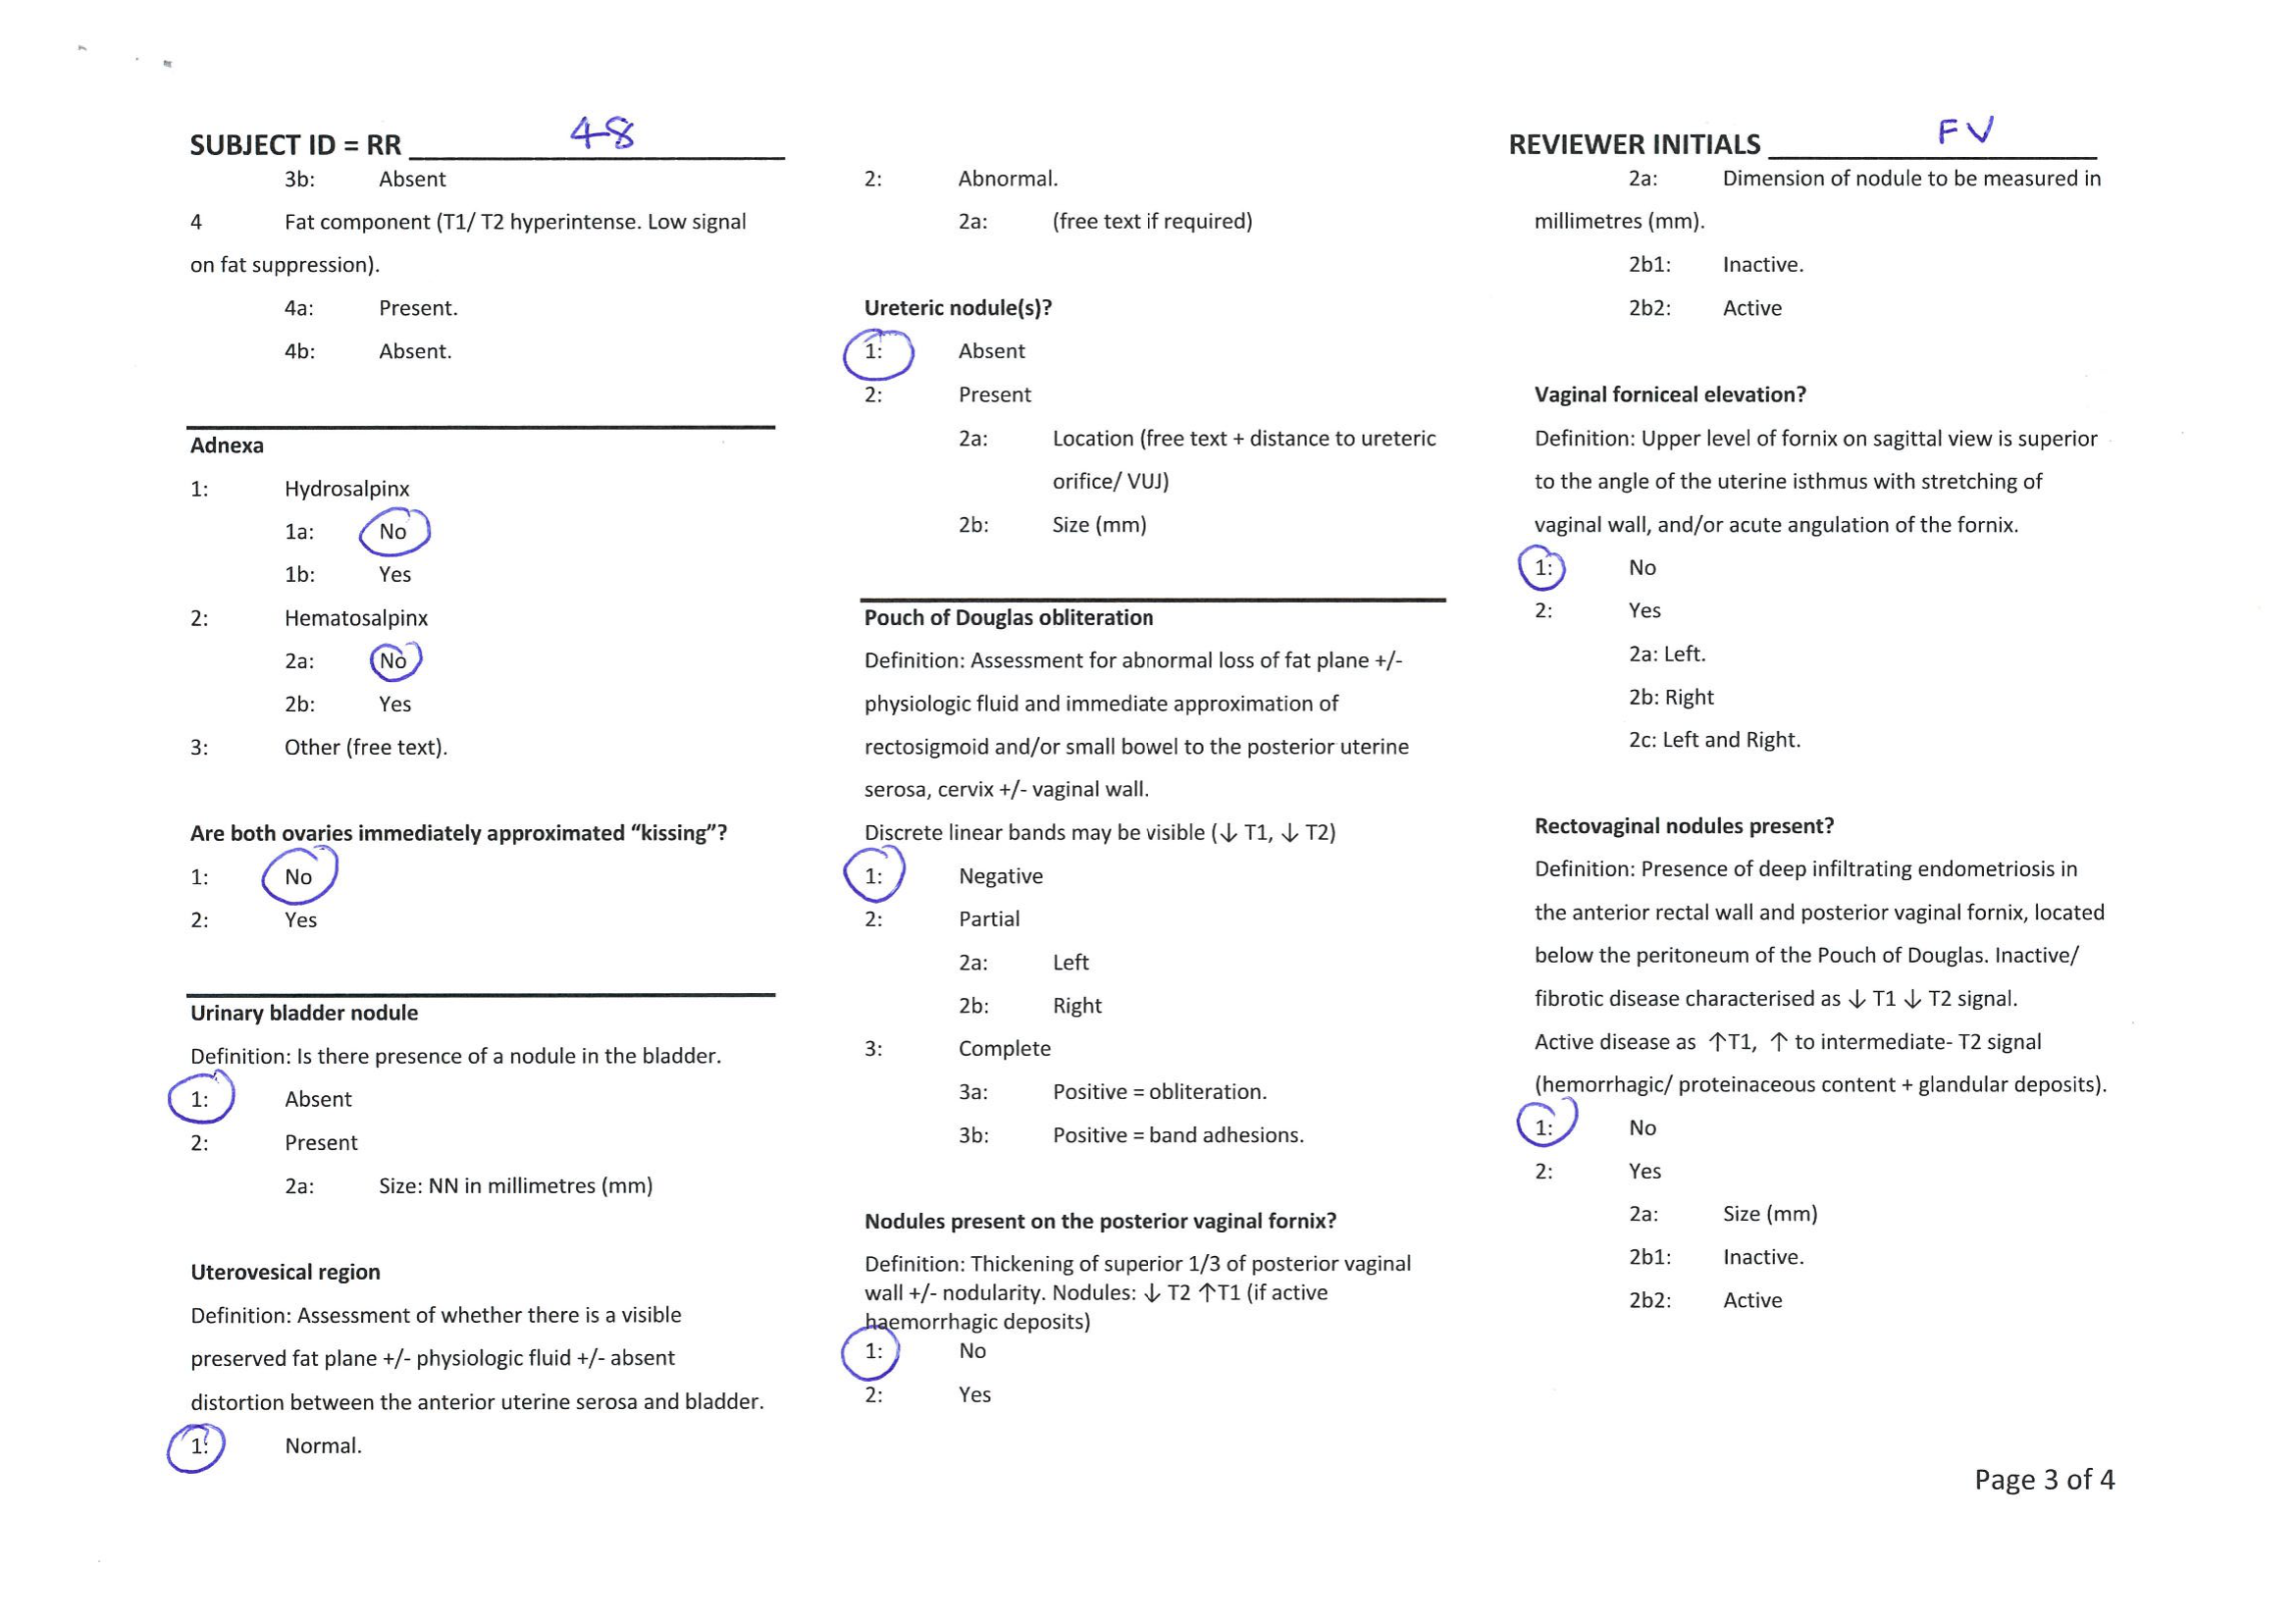 SUBJECT ID = RR 48
3b: Absent
4 Fat component (T1/ T2 hyperintense. Low signal
on fat suppression).
4a: Present.
4b: Absent.
Adnexa
1: Hydrosalpinx
1a: No
1b: Yes
2: Hematosalpinx
2a: No
2b: Yes
3: Other (free text).
Are both ovaries immediately approximated “kissing”?
1: No
2: Yes
Urinary bladder nodule
Definition: Is there presence of a nodule in the bladder.
1: Absent
2: Present
2a: Size: NN in millimetres (mm)
Uterovesical region
Definition: Assessment of whether there is a visible
preserved fat plane +/- physiologic fluid +/- absent
distortion between the anterior uterine serosa and bladder.
1: Normal.
2: Abnormal.
2a: (free text if required)
Ureteric nodule(s)?
1: Absent
2: Present
2a: Location (free text + distance to ureteric
orifice/ VUJ)
2b: Size (mm)
Pouch of Douglas obliteration
Definition: Assessment for abnormal loss of fat plane +/-
physiologic fluid and immediate approximation of
rectosigmoid and/or small bowel to the posterior uterine
serosa, cervix +/- vaginal wall.
Discrete linear bands may be visible (↓ T1, ↓ T2)
1: Negative
2: Partial
2a: Left
2b: Right
3: Complete
3a: Positive = obliteration.
3b: Positive = band adhesions.
Nodules present on the posterior vaginal fornix?
Definition: Thickening of superior 1/3 of posterior vaginal
wall +/- nodularity. Nodules: ↓ T2 ↑T1 (if active
haemorrhagic deposits)
1: No
2: Yes
REVIEWER INITIALS FV
2a: Dimension of nodule to be measured in
millimetres (mm).
2b1: Inactive.
2b2: Active
Vaginal forniceal elevation?
Definition: Upper level of fornix on sagittal view is superior
to the angle of the uterine isthmus with stretching of
vaginal wall, and/or acute angulation of the fornix.
1: No
2: Yes
2a: Left.
2b: Right
2c: Left and Right.
Rectovaginal nodules present?
Definition: Presence of deep infiltrating endometriosis in
the anterior rectal wall and posterior vaginal fornix, located
below the peritoneum of the Pouch of Douglas. Inactive/
fibrotic disease characterised as ↓ T1 ↓ T2 signal.
Active disease as ↑T1, ↑ to intermediate- T2 signal
(hemorrhagic/ proteinaceous content + glandular deposits).
1: No
2: Yes
2a: Size (mm)
2b1: Inactive.
2b2: Active
Page 3 of 4